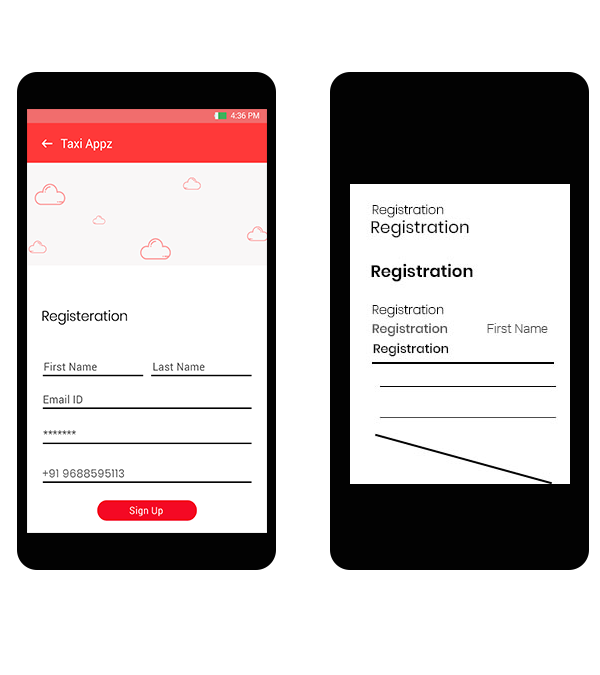 4:36 PM
Taxi Appz
Registeration
First Name Last Name
Email ID
*******
+91 9688595113
Sign Up
Registration
Registration
Registration
Registration
Registration First Name
Registration